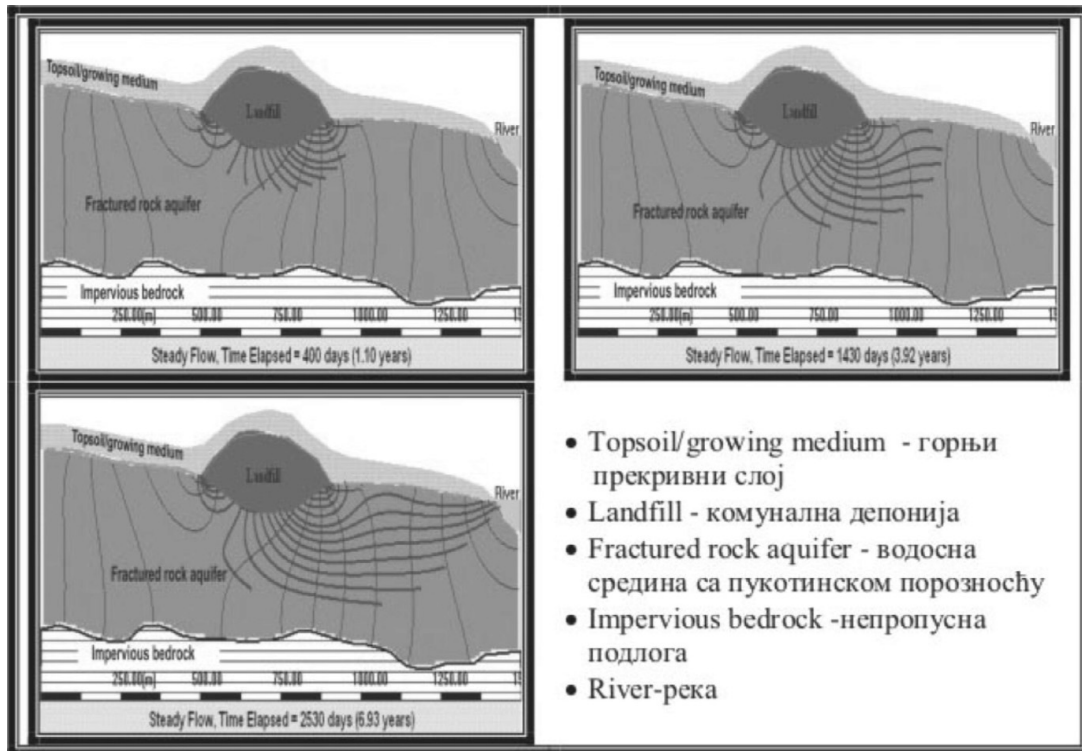 Topsoil/growing medium
Landfill
River
Fractured rock aquifer
Impervious bedrock
250.00(m) 500.00 750.00 1000.00 1250.00 15
Steady Flow, Time Elapsed = 400 days (1.10 years)
Topsoil/growing medium
Landfill
River
Fractured rock aquifer
Impervious bedrock
250.00(m) 500.00 750.00 1000.00 1250.00 15
Steady Flow, Time Elapsed = 1430 days (3.92 years)
Topsoil/growing medium
Landfill
River
Fractured rock aquifer
Impervious bedrock
250.00(m) 500.00 750.00 1000.00 1250.00 15
Steady Flow, Time Elapsed = 2530 days (6.93 years)
• Topsoil/growing medium - горњи
прекривни слој
• Landfill - комунална депонија
• Fractured rock aquifer - водосна
средина са пукотинском порозношћу
• Impervious bedrock -непропусна
подлога
• River-река